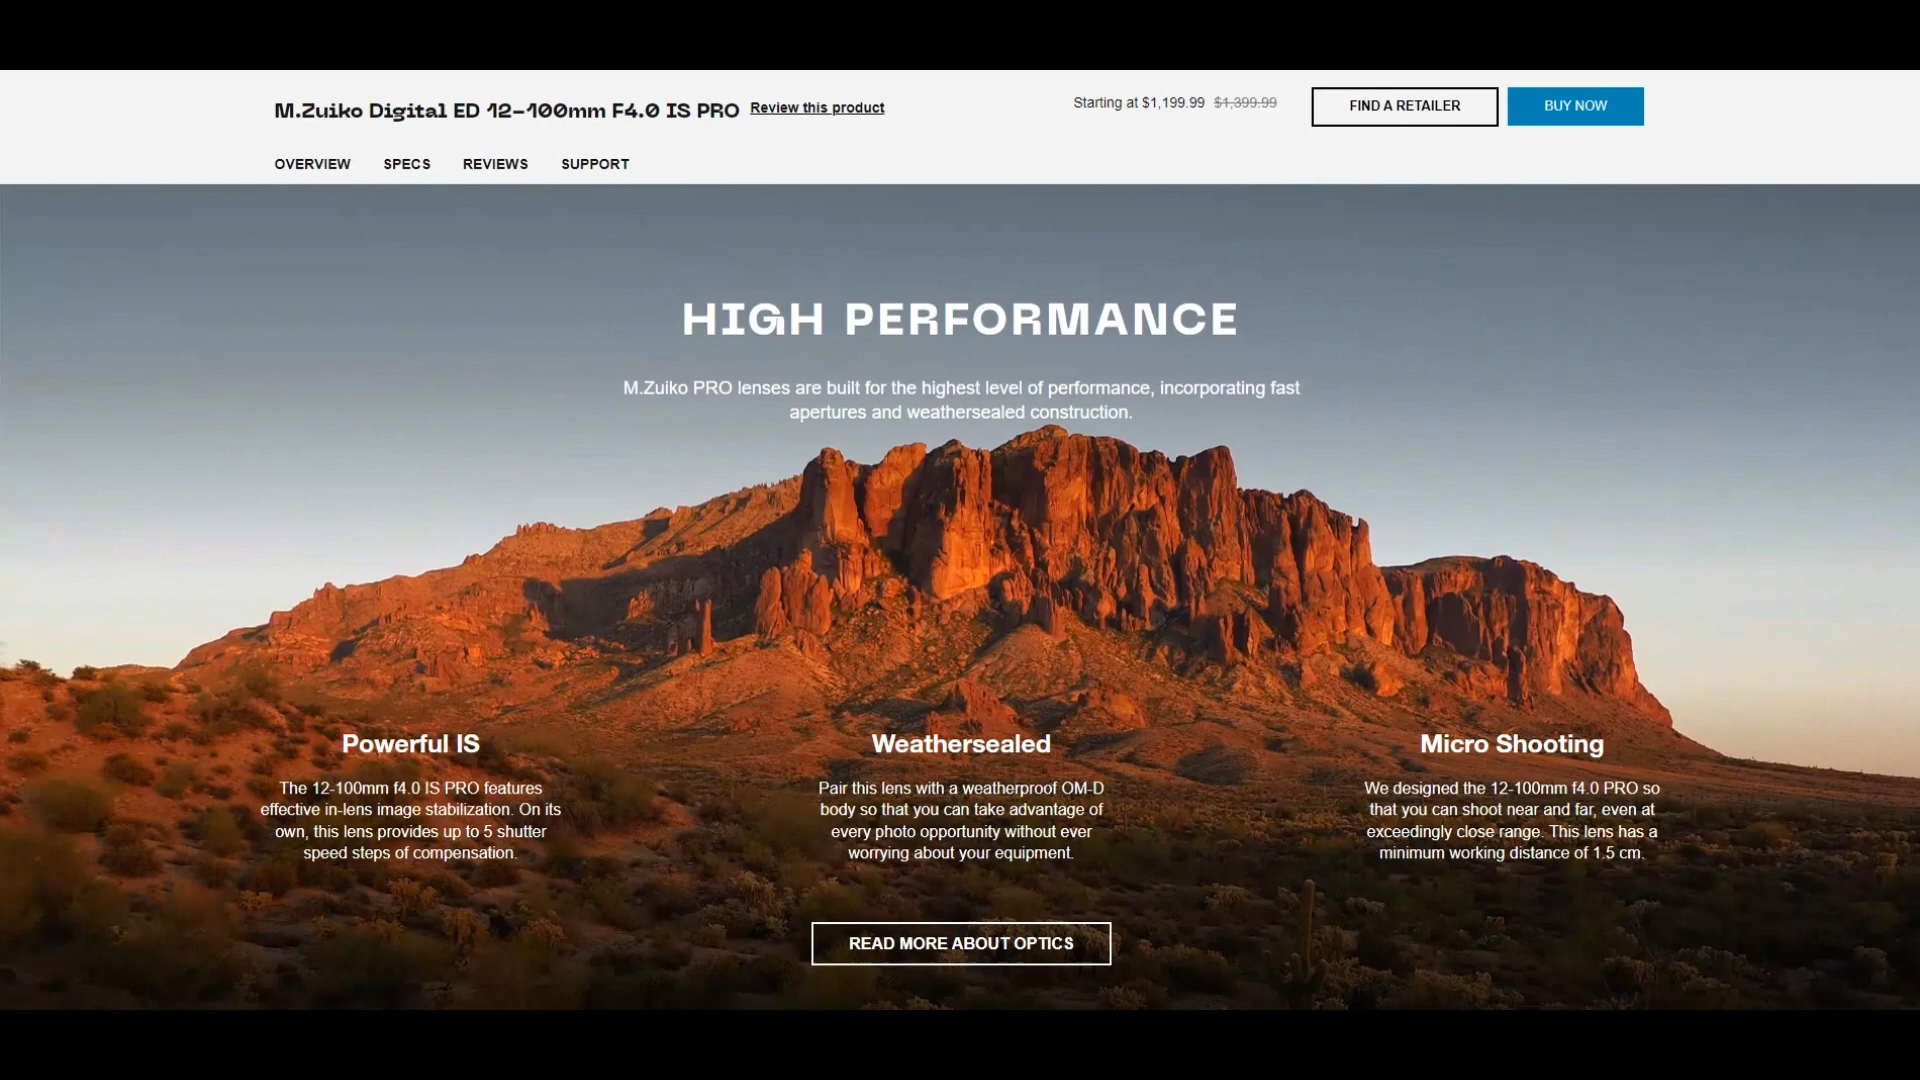 M.Zuiko Digital ED 12-100mm F4.0 IS PRO Review this product
Starting at $1,199.99 $1,399.99
FIND A RETAILER
BUY NOW
OVERVIEW SPECS REVIEWS SUPPORT
HIGH PERFORMANCE
M.Zuiko PRO lenses are built for the highest level of performance, incorporating fast
apertures and weathersealed construction.
Powerful IS
The 12-100mm f4.0 IS PRO features
effective in-lens image stabilization. On its
own, this lens provides up to 5 shutter
speed steps of compensation.
Weathersealed
Pair this lens with a weatherproof OM-D
body so that you can take advantage of
every photo opportunity without ever
worrying about your equipment.
Micro Shooting
We designed the 12-100mm f4.0 PRO so
that you can shoot near and far, even at
exceedingly close range. This lens has a
minimum working distance of 1.5 cm.
READ MORE ABOUT OPTICS